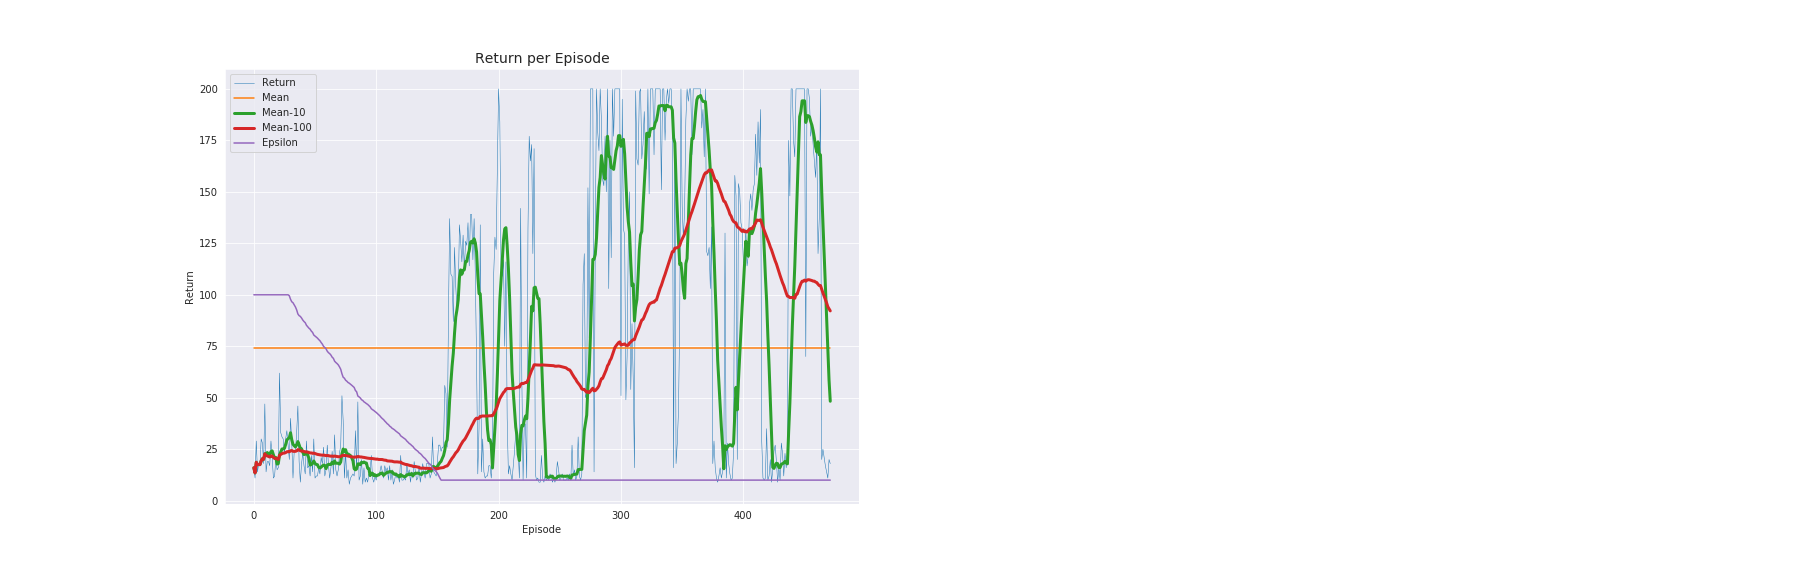 Return per Episode
Return
Mean
Mean-10
Mean-100
Epsilon
200
175
150
125
100
75
50
25
0
Return
0 100 200 300 400
Episode